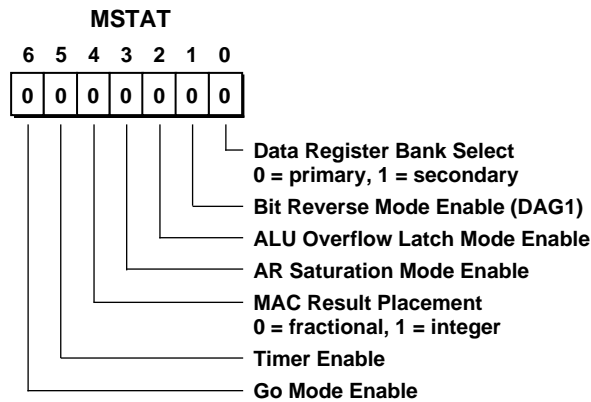 MSTAT
6 5 4 3 2 1 0
0 0 0 0 0 0 0
Data Register Bank Select
0 = primary, 1 = secondary
Bit Reverse Mode Enable (DAG1)
ALU Overflow Latch Mode Enable
AR Saturation Mode Enable
MAC Result Placement
0 = fractional, 1 = integer
Timer Enable
Go Mode Enable